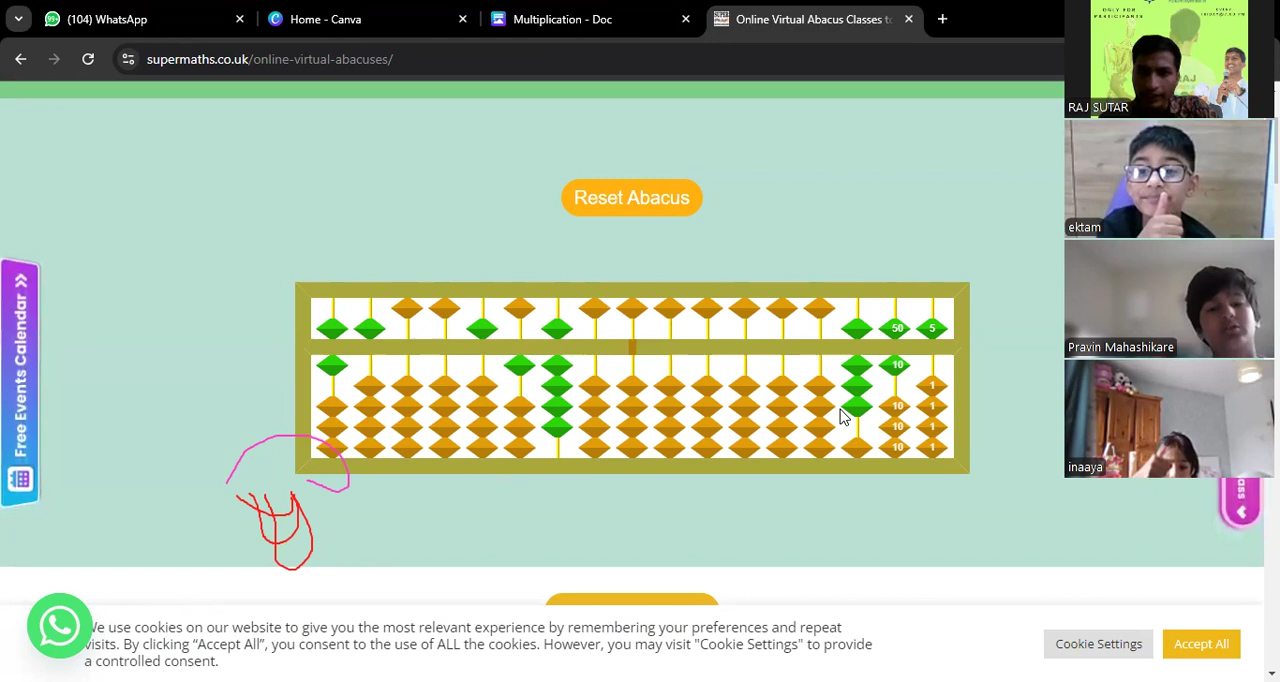 (104) WhatsApp
Home - Canva
Multiplication - Doc
Online Virtual Abacus Classes to
supermaths.co.uk/online-virtual-abacuses/
ONLY FOR
PARTICIPANTS
RAJ SUTAR
ektam
Pravin Mahashikare
inaaya
Free Events Calendar
Reset Abacus
50 5
10
1
10 1
10 1
10 1
We use cookies on our website to give you the most relevant experience by remembering your preferences and repeat
visits. By clicking “Accept All”, you consent to the use of ALL the cookies. However, you may visit "Cookie Settings" to provide
a controlled consent.
Cookie Settings
Accept All